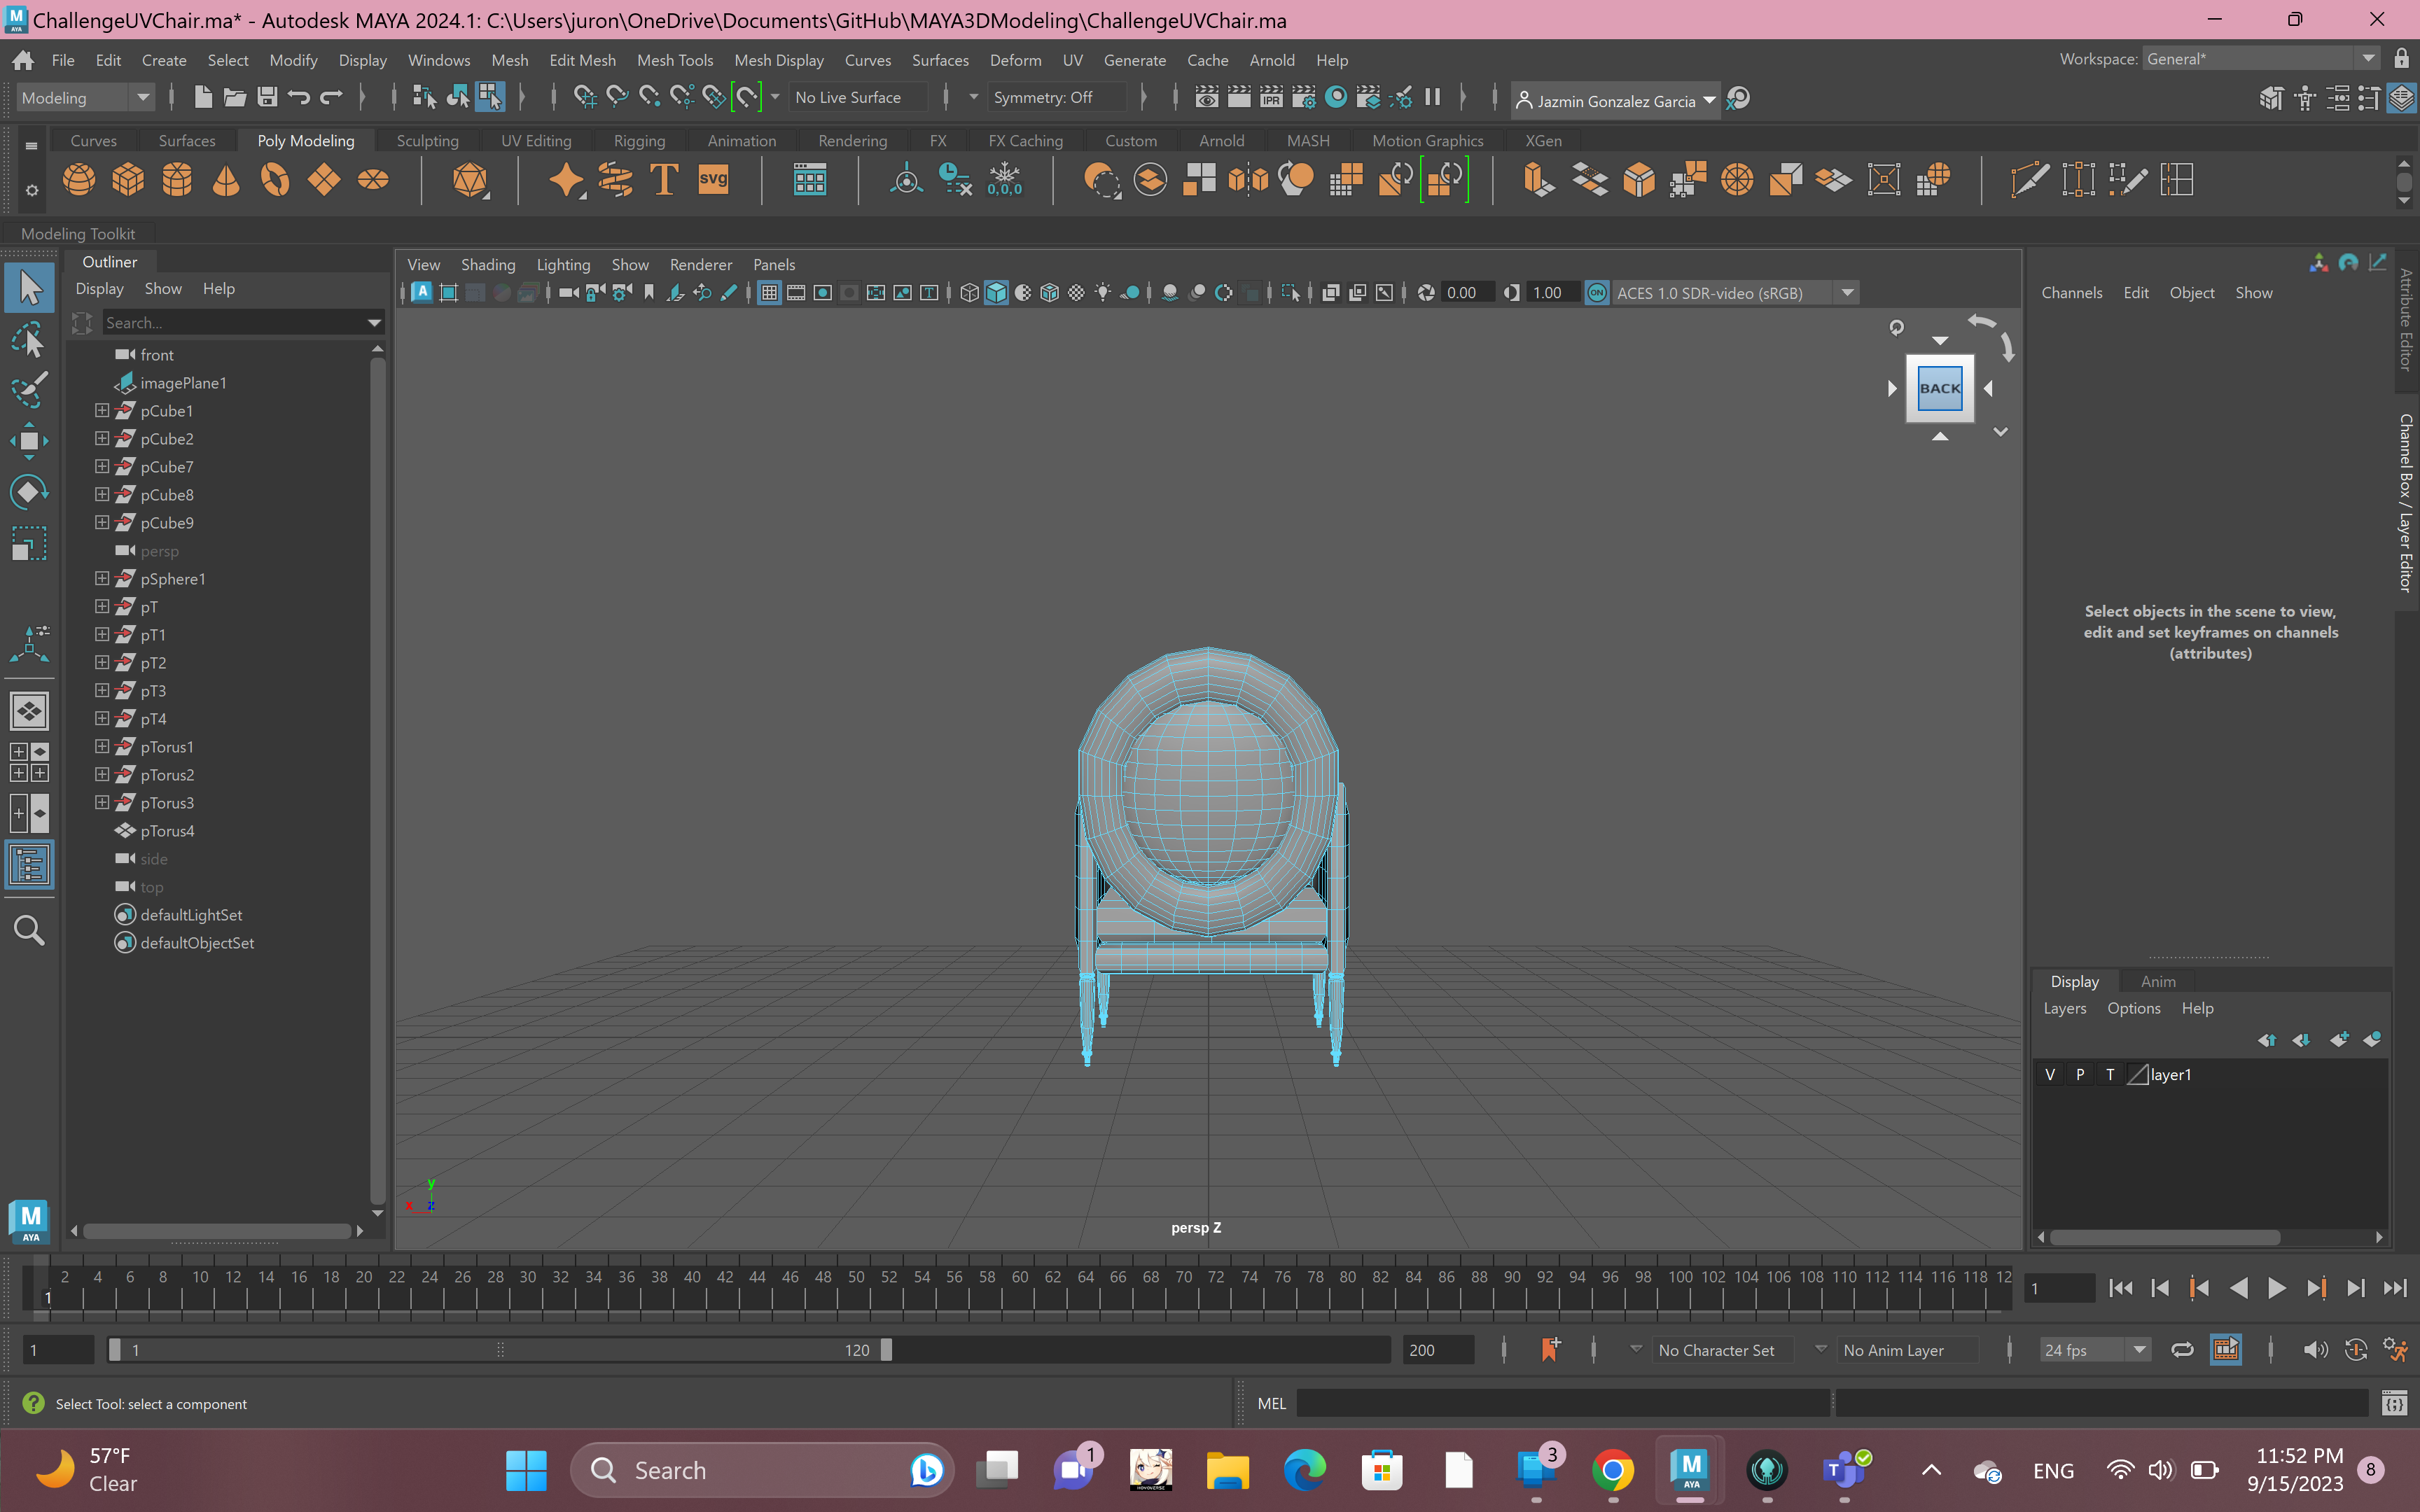 ChallengeUVChair.ma* - Autodesk MAYA 2024.1: C:\Users\juron\OneDrive\Documents\GitHub\MAYA3DModeling\ChallengeUVChair.ma
File Edit Create Select Modify Display Windows Mesh Edit Mesh Mesh Tools Mesh Display Curves Surfaces Deform UV Generate Cache Arnold Help
Workspace: General*
Modeling
No Live Surface
Symmetry: Off
IPR
Jazmin Gonzalez Garcia
Curves Surfaces Poly Modeling Sculpting UV Editing Rigging Animation Rendering FX FX Caching Custom Arnold MASH Motion Graphics XGen
T
svg
0,0,0
Modeling Toolkit
Outliner
Display Show Help
Search...
front
imagePlane1
pCube1
pCube2
pCube7
pCube8
pCube9
persp
pSphere1
pT
pT1
pT2
pT3
pT4
pTorus1
pTorus2
pTorus3
pTorus4
side
top
defaultLightSet
defaultObjectSet
View Shading Lighting Show Renderer Panels
A
T
0.00
1.00
ON
ACES 1.0 SDR-video (sRGB)
BACK
y
x z
persp Z
Channels Edit Object Show
Attribute Editor
Channel Box / Layer Editor
Select objects in the scene to view,
edit and set keyframes on channels
(attributes)
Display Anim
Layers Options Help
V P T layer1
M
AYA
2 4 6 8 10 12 14 16 18 20 22 24 26 28 30 32 34 36 38 40 42 44 46 48 50 52 54 56 58 60 62 64 66 68 70 72 74 76 78 80 82 84 86 88 90 92 94 96 98 100 102 104 106 108 110 112 114 116 118 12
1
1
1
1
120
200
No Character Set
No Anim Layer
24 fps
Select Tool: select a component
MEL
57°F
Clear
Search
1
3
M
AYA
T
ENG
11:52 PM
9/15/2023
8